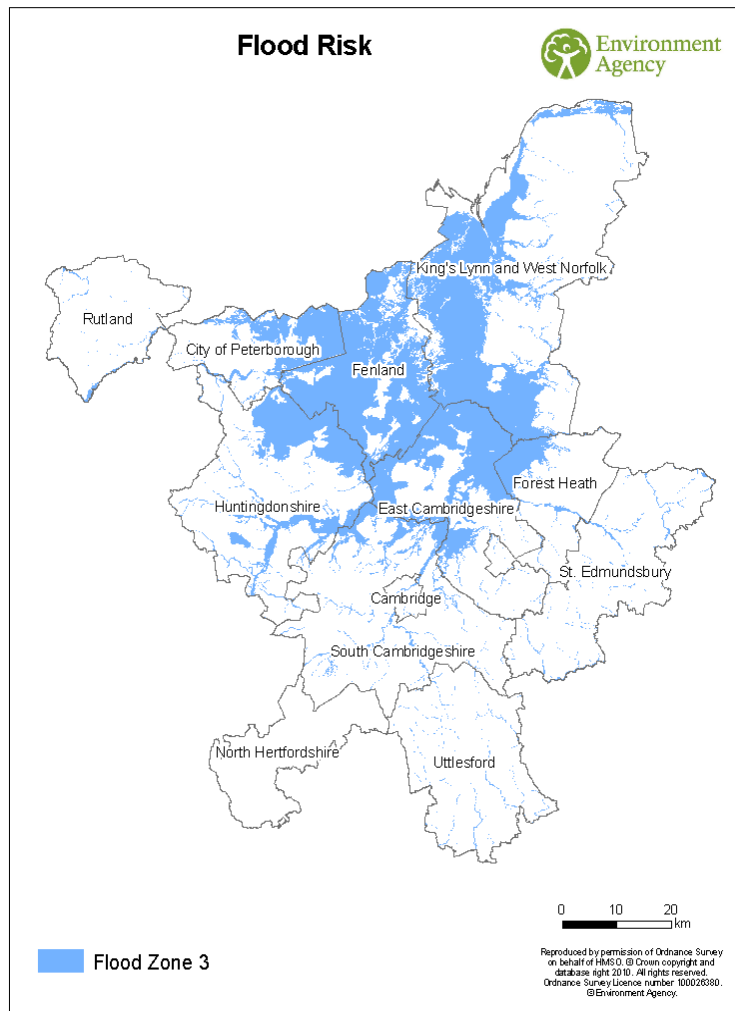 Flood Risk
Environment
Agency
King's Lynn and West Norfolk
Rutland
City of Peterborough
Fenland
Forest Heath
Huntingdonshire
East Cambridgeshire
St. Edmundsbury
Cambridge
South Cambridgeshire
North Hertfordshire
Uttlesford
0 10 20
km
Flood Zone 3
Reproduced by permission of Ordnance Survey
on behalf of HMSO. © Crown copyright and
database right 2010. All rights reserved.
Ordnance Survey Licence number 100026380.
© Environment Agency.